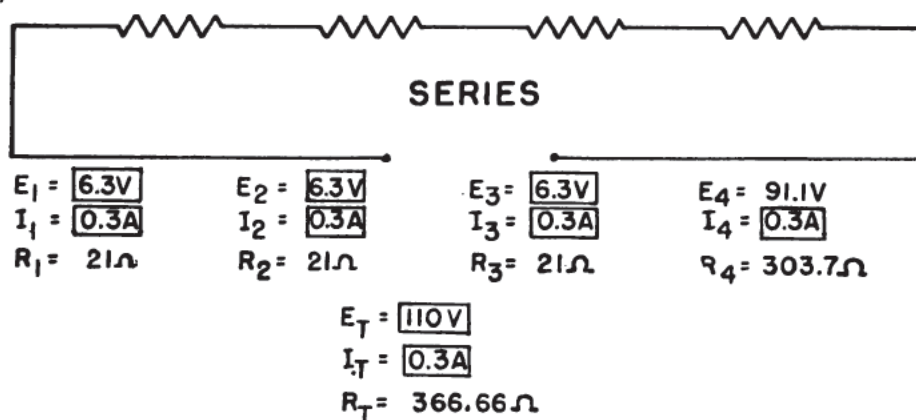 SERIES
E1 = 6.3V E2 = 6.3V E3= 6.3V E4= 91.1V
I1 = 0.3A I2 = 0.3A I3= 0.3A I4= 0.3A
R1= 21Ω R2= 21Ω R3= 21Ω R4= 303.7Ω
ET = 110V
IT = 0.3A
RT= 366.66Ω